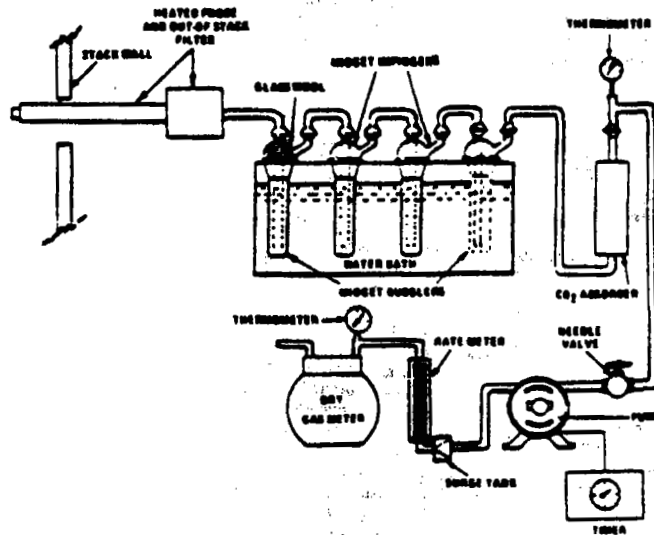 HEATED PROBE
AND OUT-OF STACK
FILTER
STACK WALL
GLASS WOOL
MIDGET IMPINGERS
THERMOMETER
WATER BATH
MIDGET BUBBLERS
CO₂ ABSORBER
THERMOMETER
RATE METER
NEEDLE
VALVE
DRY
GAS METER
PUMP
SURGE TANK
TIMER